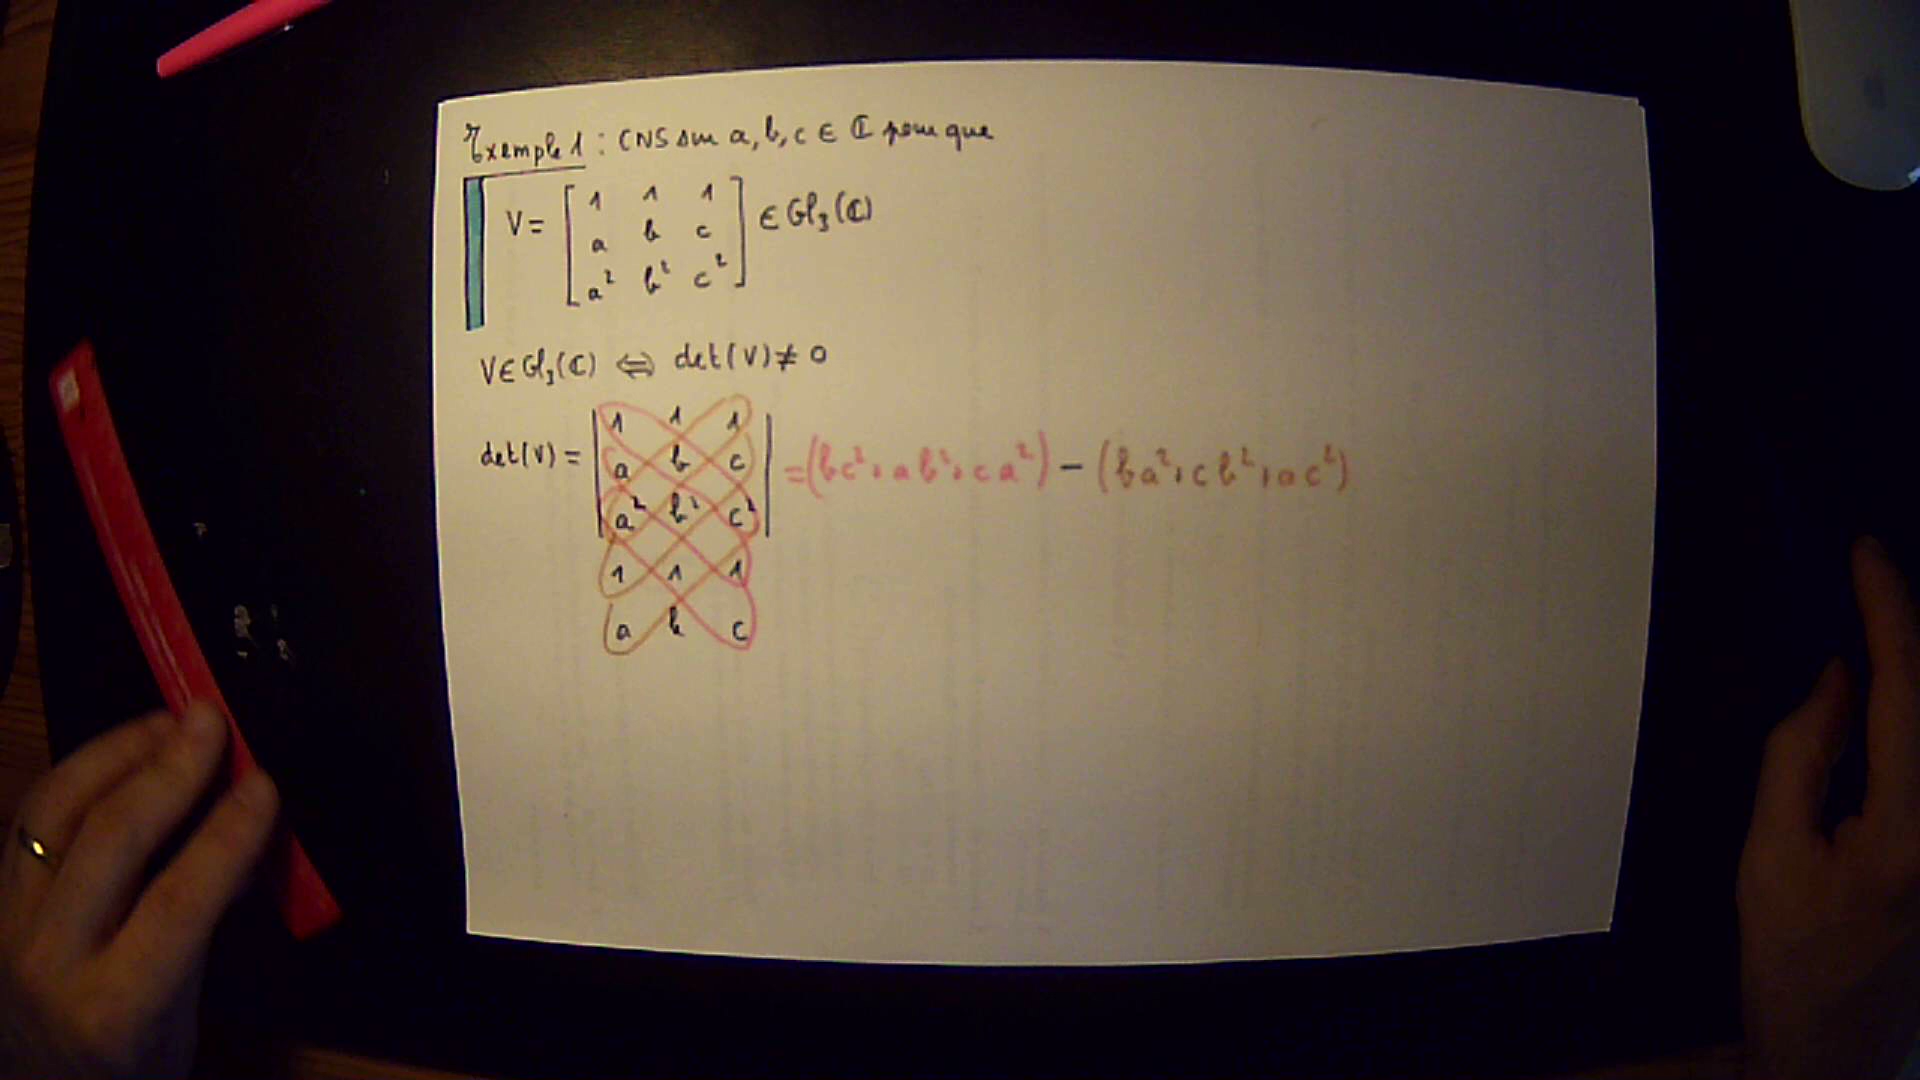 Exemple 1 : CNS sur a, b, c ∈ ℂ pour que
V = [ 1 1 1 ] ∈ Gl₃(ℂ)
a b c
a² b² c²
V ∈ Gl₃(ℂ) ⇔ det(V) ≠ 0
det(V) = | 1 1 1 | = (bc² + ab² + ca²) − (ba² + cb² + ac²)
a b c
a² b² c²
1 1 1
a b c